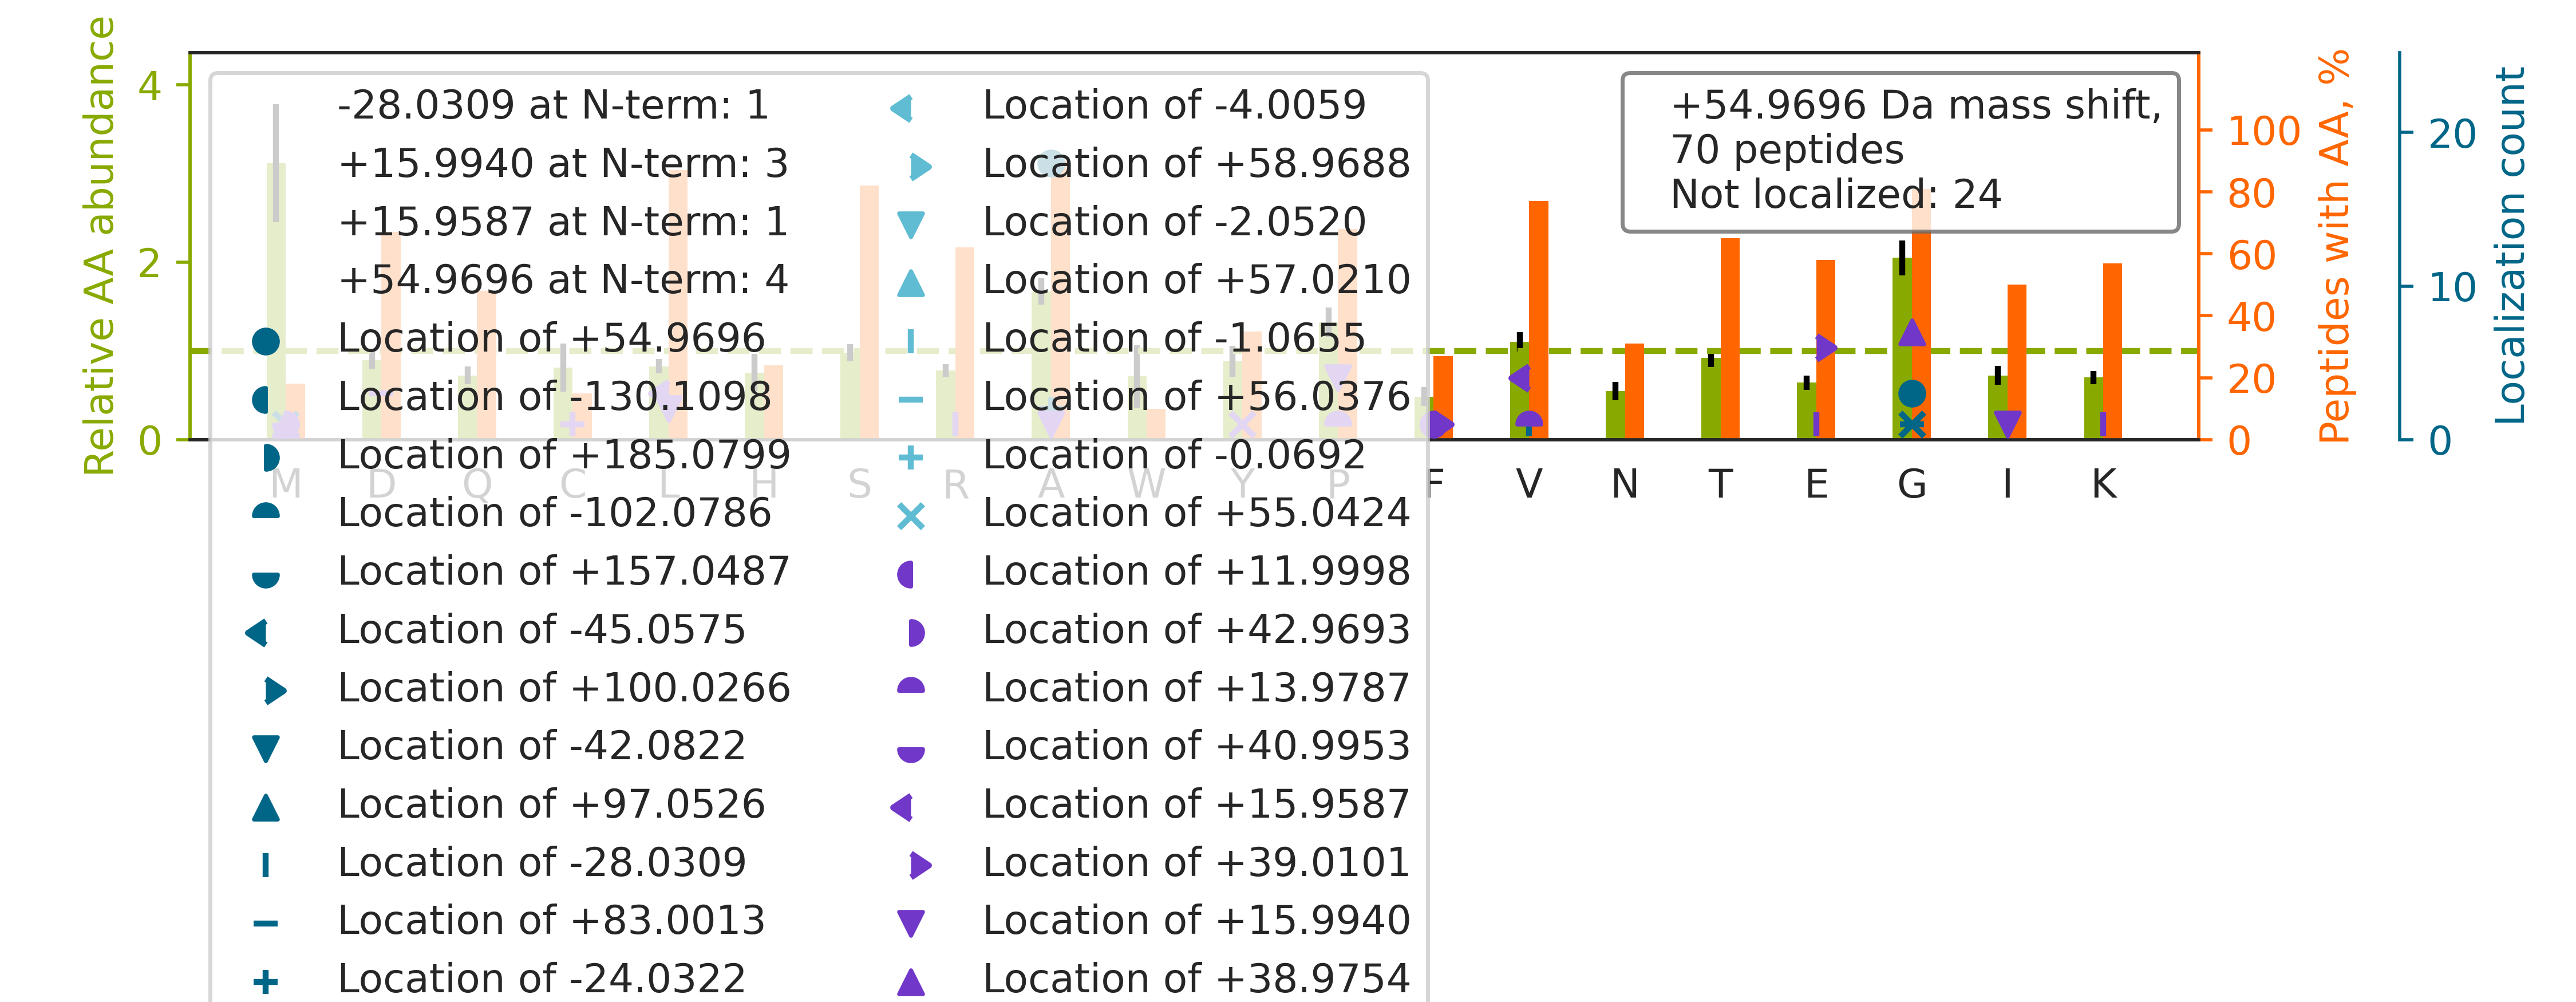 Relative AA abundance
4
2
0
-28.0309 at N-term: 1
+15.9940 at N-term: 3
+15.9587 at N-term: 1
+54.9696 at N-term: 4
Location of +54.9696
Location of -130.1098
Location of +185.0799
Location of -102.0786
Location of +157.0487
Location of -45.0575
Location of +100.0266
Location of -42.0822
Location of +97.0526
Location of -28.0309
Location of +83.0013
Location of -24.0322
Location of -4.0059
Location of +58.9688
Location of -2.0520
Location of +57.0210
Location of -1.0655
Location of +56.0376
Location of -0.0692
Location of +55.0424
Location of +11.9998
Location of +42.9693
Location of +13.9787
Location of +40.9953
Location of +15.9587
Location of +39.0101
Location of +15.9940
Location of +38.9754
+54.9696 Da mass shift,
70 peptides
Not localized: 24
M D Q C L H S R A W Y P F V N T E G I K
100
80
60
40
20
0
Peptides with AA, %
20
10
0
Localization count